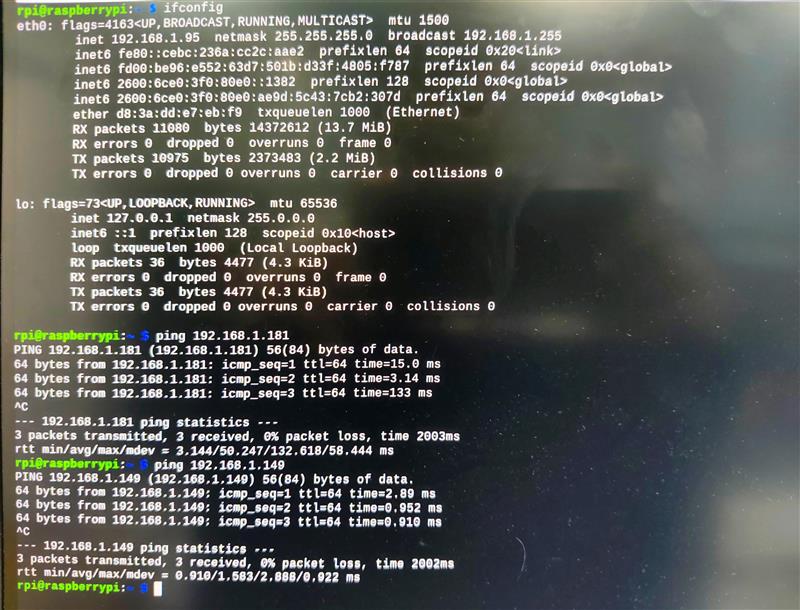 rpi@raspberrypi:~ $ ifconfig
eth0: flags=4163<UP,BROADCAST,RUNNING,MULTICAST>  mtu 1500
inet 192.168.1.95  netmask 255.255.255.0  broadcast 192.168.1.255
inet6 fe80::cebc:236a:cc2c:aae2  prefixlen 64  scopeid 0x20<link>
inet6 fd00:be96:e552:63d7:501b:d33f:4805:f787  prefixlen 64  scopeid 0x0<global>
inet6 2600:6ce0:3f0:80e0::1382  prefixlen 128  scopeid 0x0<global>
inet6 2600:6ce0:3f0:80e0:ae9d:5c43:7cb2:307d  prefixlen 64  scopeid 0x0<global>
ether d8:3a:dd:e7:eb:f9  txqueuelen 1000  (Ethernet)
RX packets 11080  bytes 14372612 (13.7 MiB)
RX errors 0  dropped 0  overruns 0  frame 0
TX packets 10975  bytes 2373483 (2.2 MiB)
TX errors 0  dropped 0 overruns 0  carrier 0  collisions 0
lo: flags=73<UP,LOOPBACK,RUNNING>  mtu 65536
inet 127.0.0.1  netmask 255.0.0.0
inet6 ::1  prefixlen 128  scopeid 0x10<host>
loop  txqueuelen 1000  (Local Loopback)
RX packets 36  bytes 4477 (4.3 KiB)
RX errors 0  dropped 0  overruns 0  frame 0
TX packets 36  bytes 4477 (4.3 KiB)
TX errors 0  dropped 0 overruns 0  carrier 0  collisions 0
rpi@raspberrypi:~ $ ping 192.168.1.181
PING 192.168.1.181 (192.168.1.181) 56(84) bytes of data.
64 bytes from 192.168.1.181: icmp_seq=1 ttl=64 time=15.0 ms
64 bytes from 192.168.1.181: icmp_seq=2 ttl=64 time=3.14 ms
64 bytes from 192.168.1.181: icmp_seq=3 ttl=64 time=133 ms
^C
--- 192.168.1.181 ping statistics ---
3 packets transmitted, 3 received, 0% packet loss, time 2003ms
rtt min/avg/max/mdev = 3.144/50.247/132.618/58.444 ms
rpi@raspberrypi:~ $ ping 192.168.1.149
PING 192.168.1.149 (192.168.1.149) 56(84) bytes of data.
64 bytes from 192.168.1.149: icmp_seq=1 ttl=64 time=2.89 ms
64 bytes from 192.168.1.149: icmp_seq=2 ttl=64 time=0.952 ms
64 bytes from 192.168.1.149: icmp_seq=3 ttl=64 time=0.910 ms
^C
--- 192.168.1.149 ping statistics ---
3 packets transmitted, 3 received, 0% packet loss, time 2002ms
rtt min/avg/max/mdev = 0.910/1.583/2.888/0.922 ms
rpi@raspberrypi:~ $